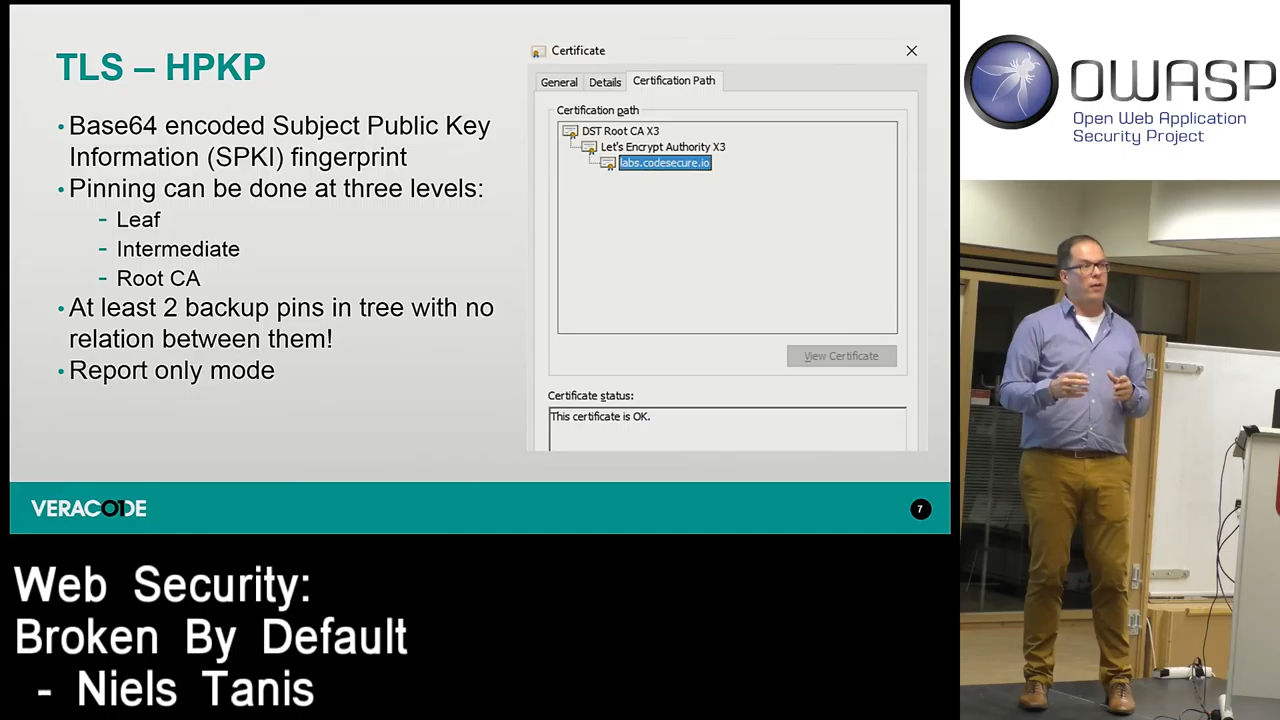 TLS – HPKP
• Base64 encoded Subject Public Key
Information (SPKI) fingerprint
• Pinning can be done at three levels:
- Leaf
- Intermediate
- Root CA
• At least 2 backup pins in tree with no
relation between them!
• Report only mode
Certificate
General Details Certification Path
Certification path
DST Root CA X3
Let's Encrypt Authority X3
labs.codesecure.io
View Certificate
Certificate status:
This certificate is OK.
VERACODE
7
OWASP
Open Web Application
Security Project
Web Security:
Broken By Default
- Niels Tanis